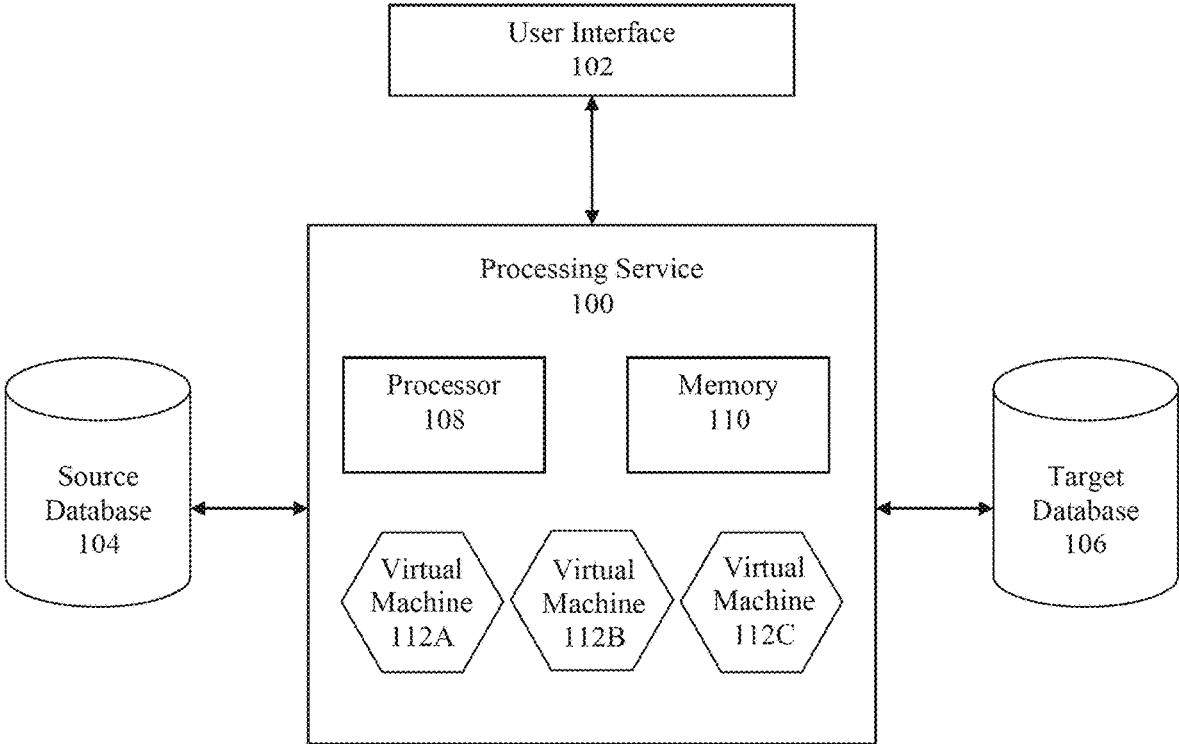 User Interface
102
Processing Service
100
Processor
108
Memory
110
Source
Database
104
Target
Database
106
Virtual
Machine
112A
Virtual
Machine
112B
Virtual
Machine
112C